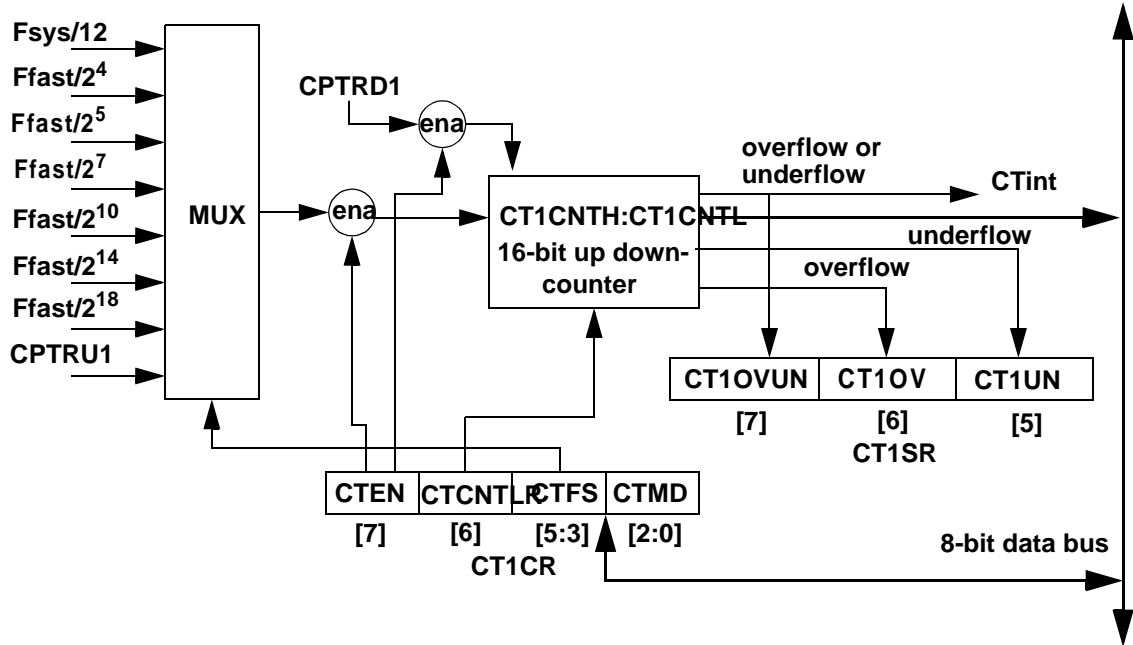 Fsys/12
Ffast/2^4
Ffast/2^5
Ffast/2^7
Ffast/2^10
Ffast/2^14
Ffast/2^18
CPTRU1
MUX
CPTRD1
ena
ena
CT1CNTH:CT1CNTL
16-bit up down-
counter
overflow or
underflow
CTint
underflow
overflow
CT1OVUN CT1OV CT1UN
[7] [6] [5]
CT1SR
CTEN CTCNTLR CTFS CTMD
[7] [6] [5:3] [2:0]
CT1CR
8-bit data bus